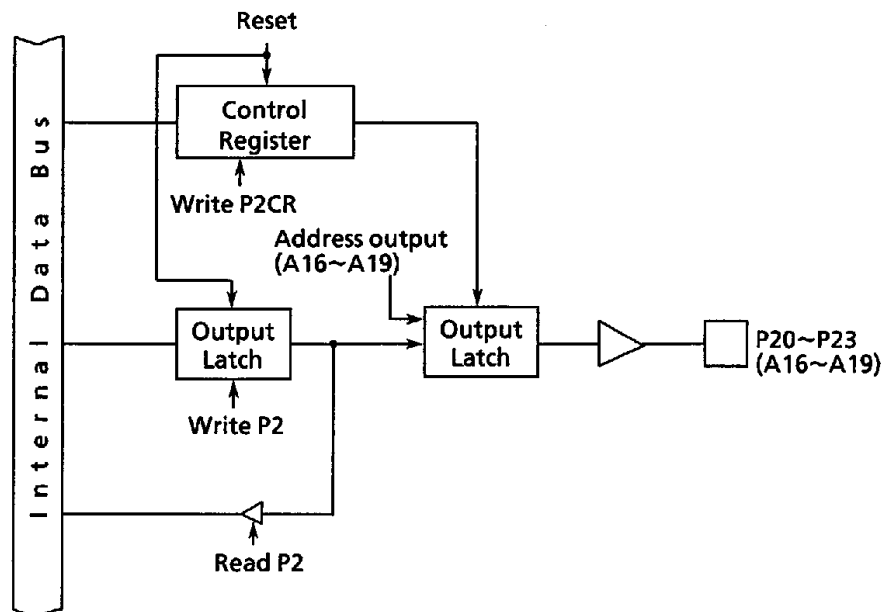 Reset
Control
Register
Write P2CR
Address output
(A16~A19)
Internal Data Bus
Output
Latch
Output
Latch
P20~P23
(A16~A19)
Write P2
Read P2